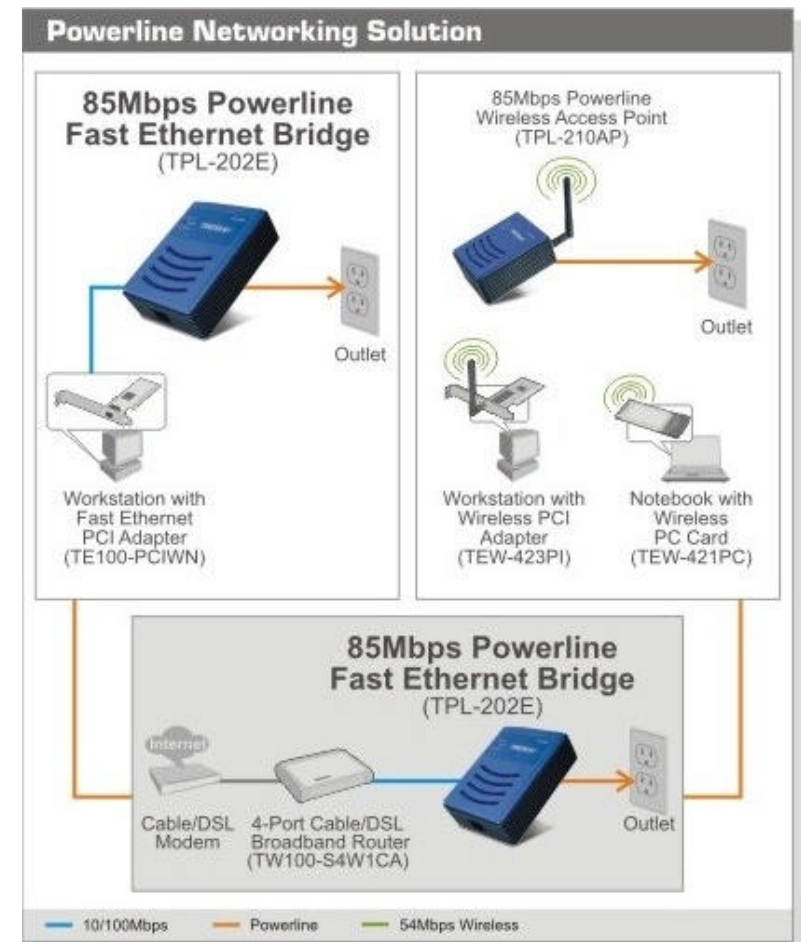 Powerline Networking Solution
85Mbps Powerline
Fast Ethernet Bridge
(TPL-202E)
Outlet
Workstation with
Fast Ethernet
PCI Adapter
(TE100-PCIWN)
85Mbps Powerline
Wireless Access Point
(TPL-210AP)
Outlet
Workstation with
Wireless PCI
Adapter
(TEW-423PI)
Notebook with
Wireless
PC Card
(TEW-421PC)
85Mbps Powerline
Fast Ethernet Bridge
(TPL-202E)
Internet
Cable/DSL
Modem
4-Port Cable/DSL
Broadband Router
(TW100-S4W1CA)
Outlet
10/100Mbps
Powerline
54Mbps Wireless